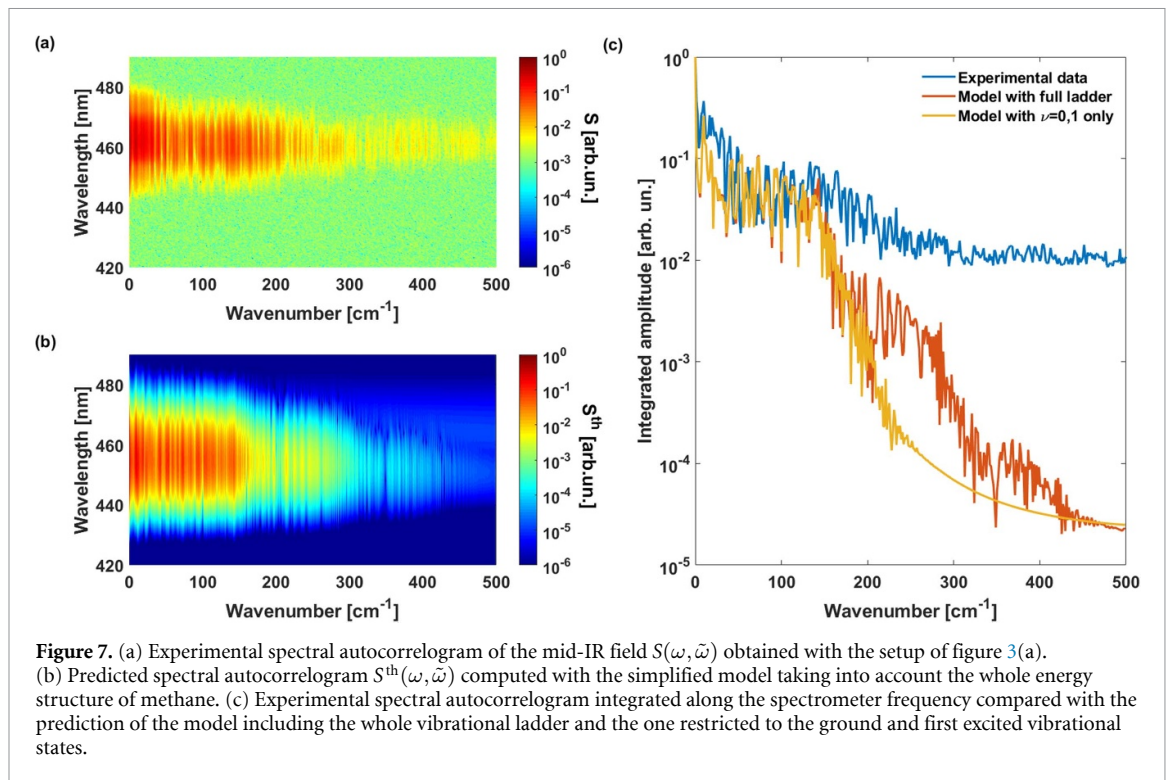 (a)
480
460
440
420
Wavelength [nm]
0 100 200 300 400 500
Wavenumber [cm⁻¹]
10⁰
10⁻¹
10⁻²
10⁻³
10⁻⁴
10⁻⁵
10⁻⁶
S [arb.un.]
(b)
480
460
440
420
Wavelength [nm]
0 100 200 300 400 500
Wavenumber [cm⁻¹]
10⁰
10⁻¹
10⁻²
10⁻³
10⁻⁴
10⁻⁵
10⁻⁶
Sᵗʰ [arb.un.]
(c)
Experimental data
Model with full ladder
Model with ν=0,1 only
10⁰
10⁻¹
10⁻²
10⁻³
10⁻⁴
10⁻⁵
Integrated amplitude [arb. un.]
0 100 200 300 400 500
Wavenumber [cm⁻¹]
Figure 7. (a) Experimental spectral autocorrelogram of the mid-IR field S(ω, ω̃) obtained with the setup of figure 3(a).
(b) Predicted spectral autocorrelogram Sᵗʰ(ω, ω̃) computed with the simplified model taking into account the whole energy
structure of methane. (c) Experimental spectral autocorrelogram integrated along the spectrometer frequency compared with the
prediction of the model including the whole vibrational ladder and the one restricted to the ground and first excited vibrational
states.